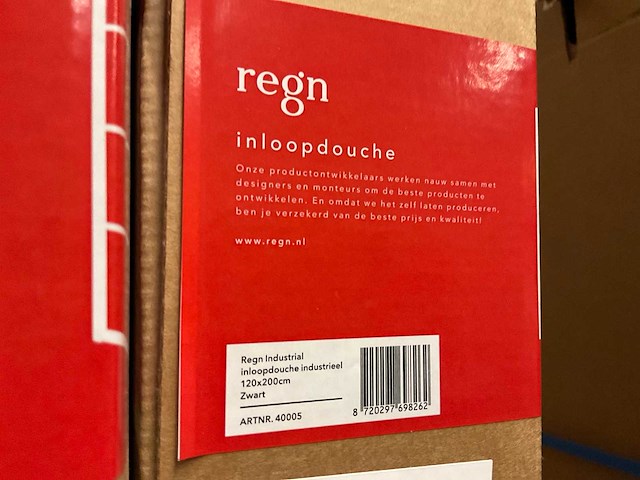 regn
inloopdouche
Onze productontwikkelaars werken nauw samen met
designers en monteurs om de beste producten te
ontwikkelen. En omdat we het zelf laten produceren,
ben je verzekerd van de beste prijs en kwaliteit!
www.regn.nl
Regn Industrial
inloopdouche industrieel
120x200cm
Zwart
ARTNR. 40005
8 720297 698262